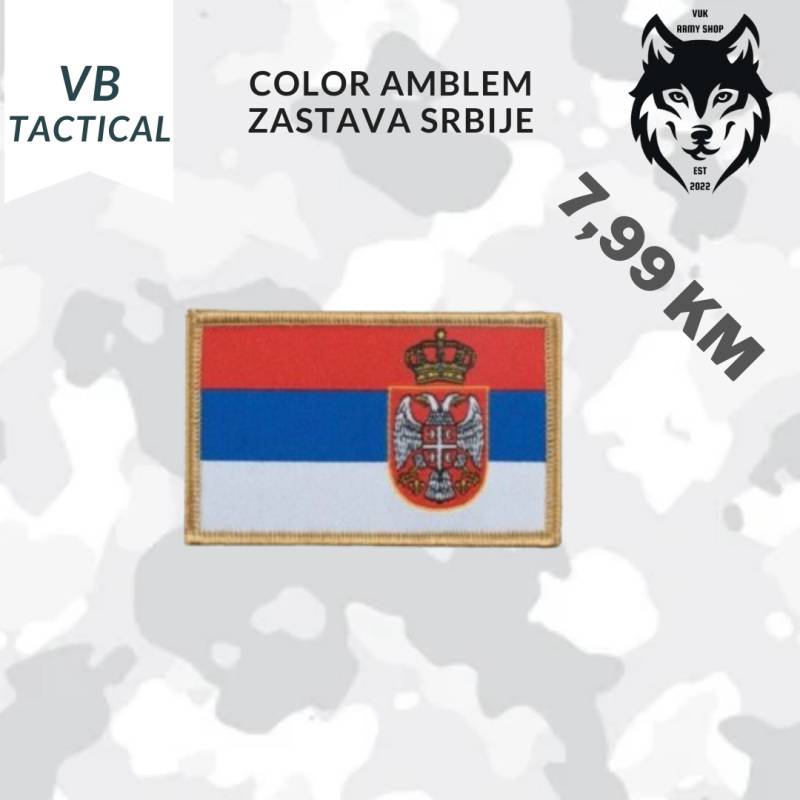 VB
TACTICAL
COLOR AMBLEM
ZASTAVA SRBIJE
VUK
ARMY SHOP
EST
2022
7,99 KM